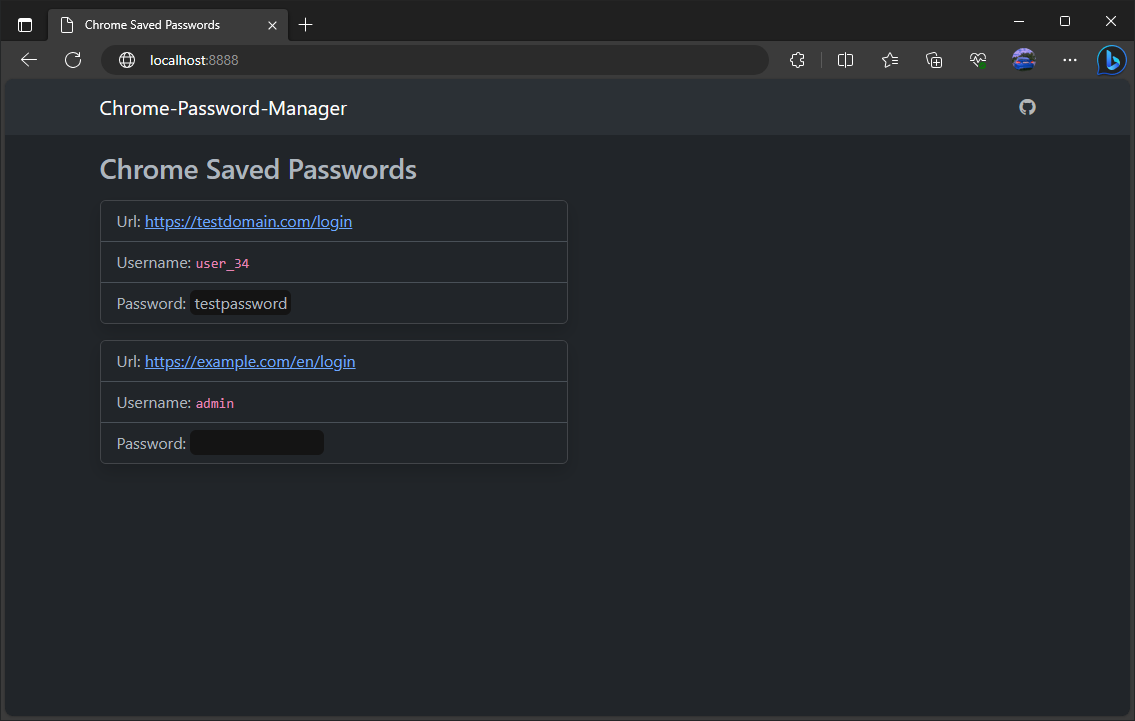 Chrome Saved Passwords
localhost:8888
Chrome-Password-Manager
Chrome Saved Passwords
Url: https://testdomain.com/login
Username: user_34
Password: testpassword
Url: https://example.com/en/login
Username: admin
Password: